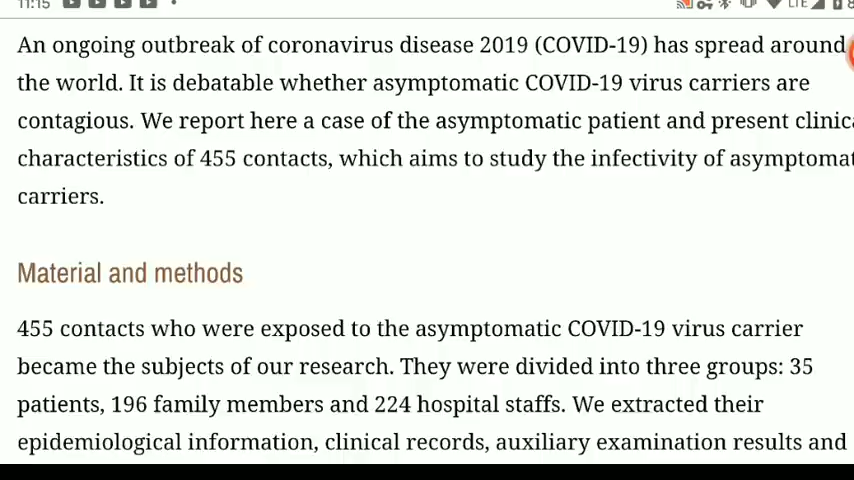 11:15 LTE
An ongoing outbreak of coronavirus disease 2019 (COVID-19) has spread around
the world. It is debatable whether asymptomatic COVID-19 virus carriers are
contagious. We report here a case of the asymptomatic patient and present clinica
characteristics of 455 contacts, which aims to study the infectivity of asymptomat
carriers.
Material and methods
455 contacts who were exposed to the asymptomatic COVID-19 virus carrier
became the subjects of our research. They were divided into three groups: 35
patients, 196 family members and 224 hospital staffs. We extracted their
epidemiological information, clinical records, auxiliary examination results and